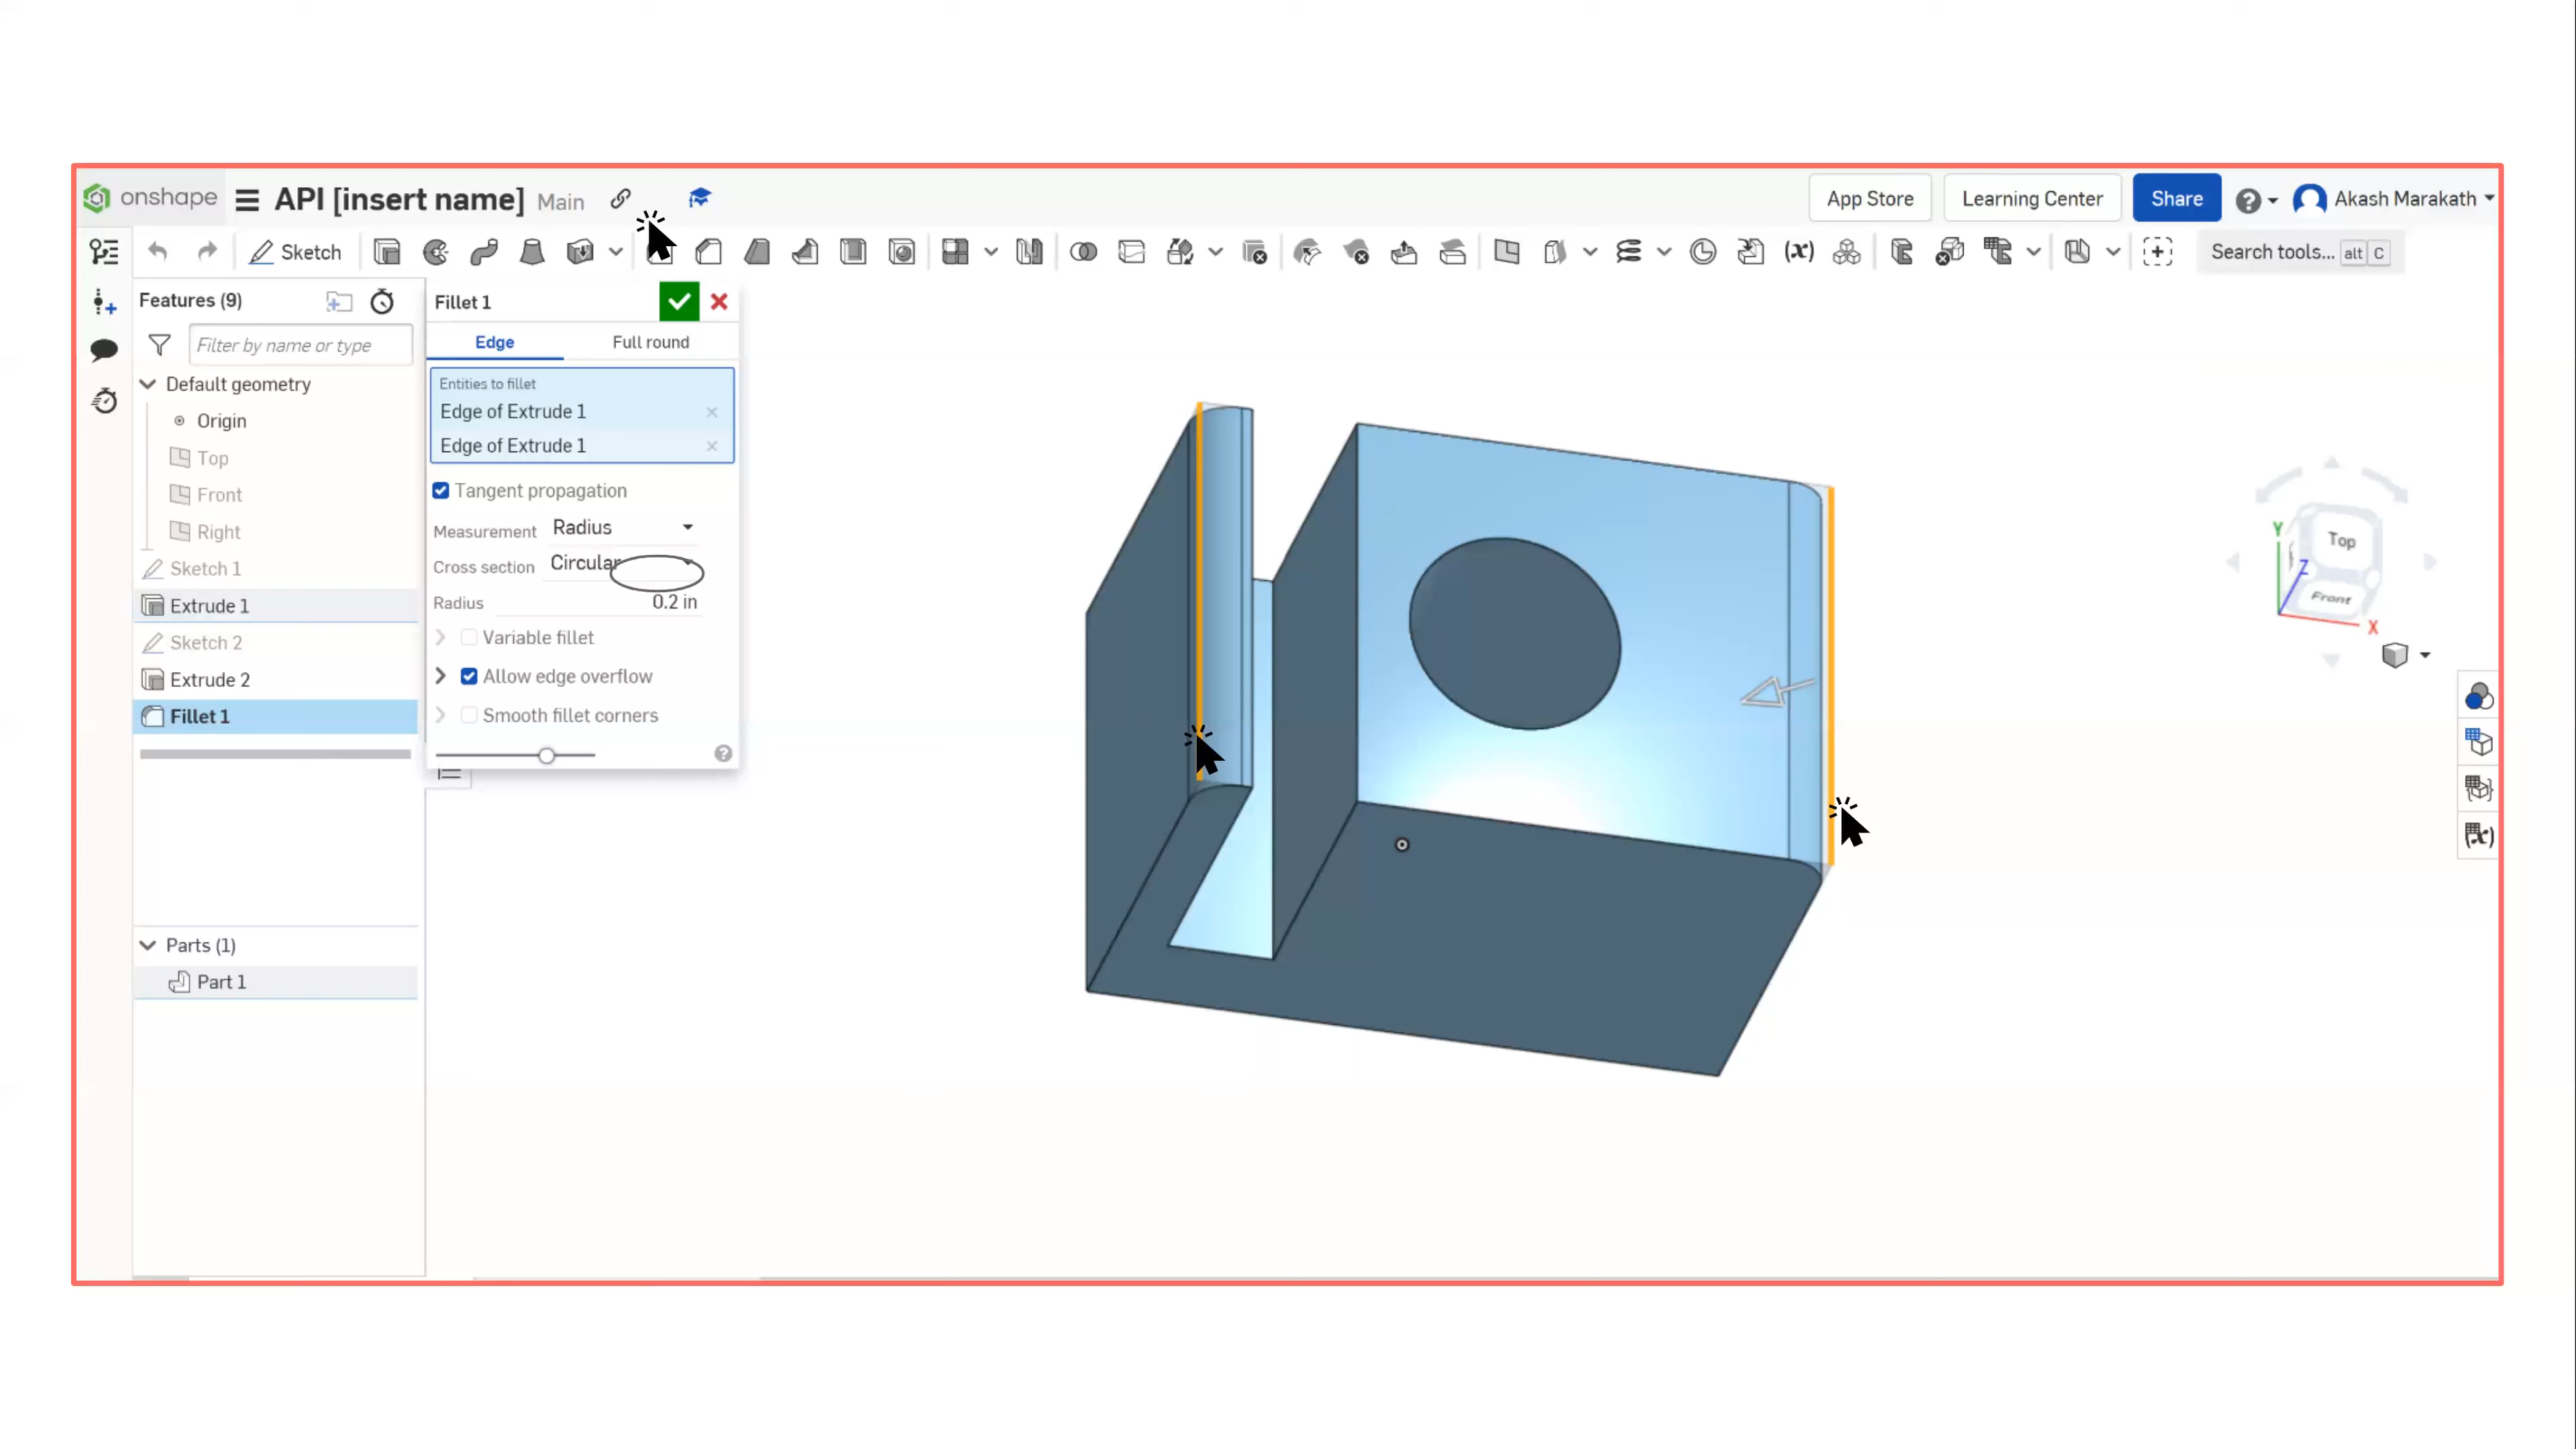 onshape API [insert name] Main App Store Learning Center Share Akash Marakath
Sketch (x) Search tools... alt C
Features (9)
Filter by name or type
Default geometry
Origin
Top
Front
Right
Sketch 1
Extrude 1
Sketch 2
Extrude 2
Fillet 1
Parts (1)
Part 1
Fillet 1
Edge Full round
Entities to fillet
Edge of Extrude 1
Edge of Extrude 1
Tangent propagation
Measurement Radius
Cross section Circular
Radius 0.2 in
Variable fillet
Allow edge overflow
Smooth fillet corners
Y
Top
Z
Front
X
(x)